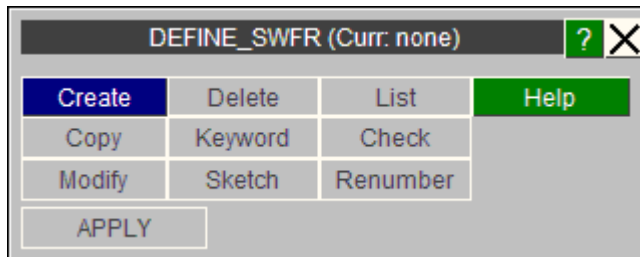 DEFINE_SWFR (Curr: none) ? X
Create Delete List Help
Copy Keyword Check
Modify Sketch Renumber
APPLY